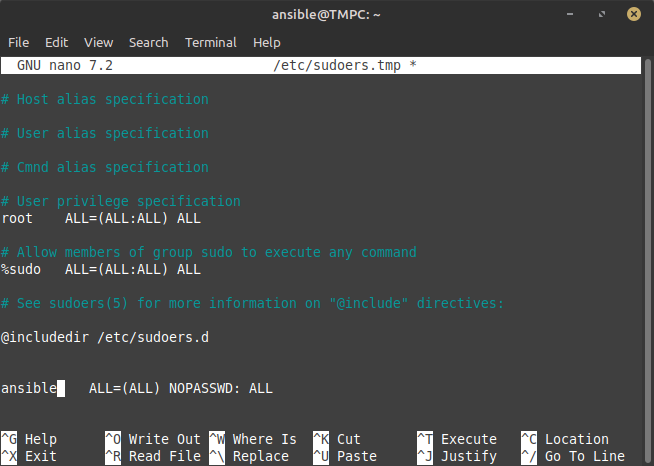 ansible@TMPC: ~
File Edit View Search Terminal Help
GNU nano 7.2 /etc/sudoers.tmp *
# Host alias specification
# User alias specification
# Cmnd alias specification
# User privilege specification
root ALL=(ALL:ALL) ALL
# Allow members of group sudo to execute any command
%sudo ALL=(ALL:ALL) ALL
# See sudoers(5) for more information on "@include" directives:
@includedir /etc/sudoers.d
ansible ALL=(ALL) NOPASSWD: ALL
^G Help ^O Write Out ^W Where Is ^K Cut ^T Execute ^C Location
^X Exit ^R Read File ^\ Replace ^U Paste ^J Justify ^/ Go To Line